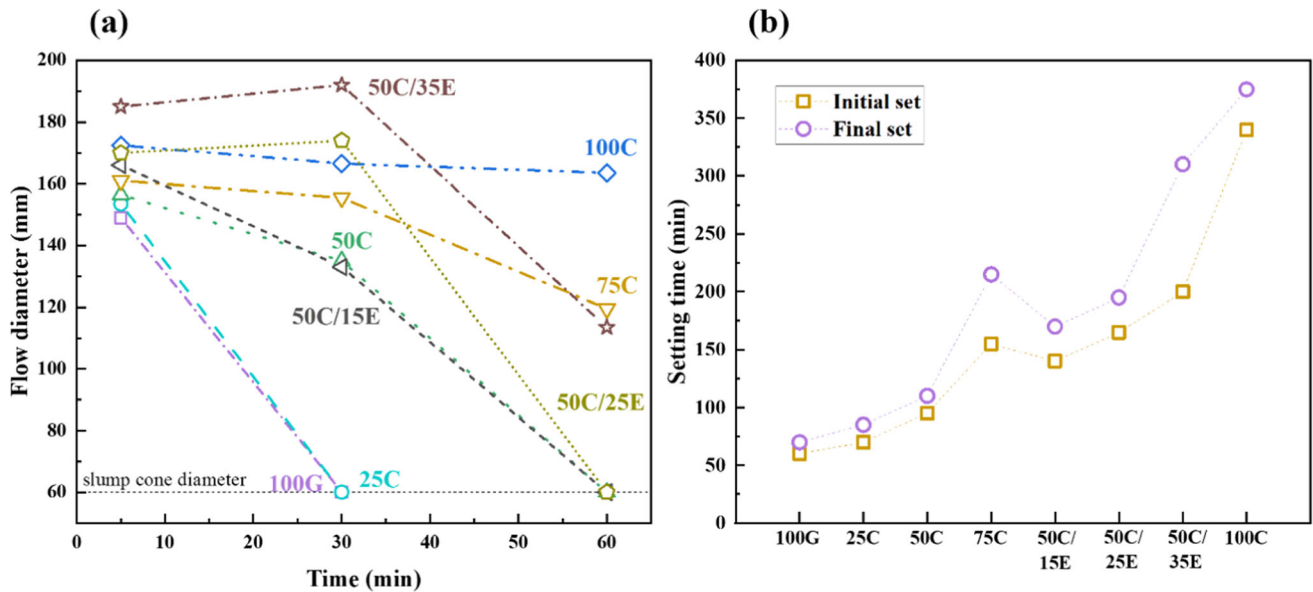 (a)
200
180
160
140
120
100
80
60
0
10
20
30
40
50
60
Flow diameter (mm)
Time (min)
50C/35E
100C
50C
75C
50C/15E
50C/25E
slump cone diameter
100G
25C
(b)
400
350
300
250
200
150
100
50
0
Setting time (min)
Initial set
Final set
100G
25C
50C
75C
50C/
15E
50C/
25E
50C/
35E
100C